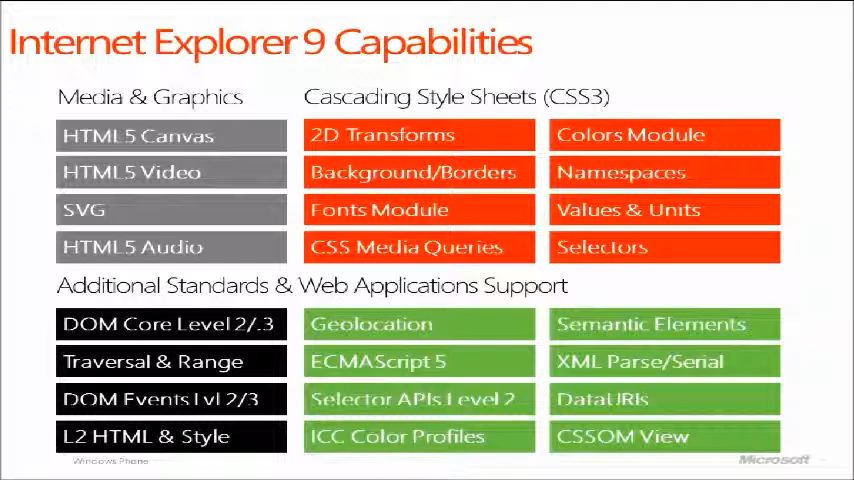 Internet Explorer 9 Capabilities
Media & Graphics
Cascading Style Sheets (CSS3)
HTML5 Canvas
2D Transforms
Colors Module
HTML5 Video
Background/Borders
Namespaces
SVG
Fonts Module
Values & Units
HTML5 Audio
CSS Media Queries
Selectors
Additional Standards & Web Applications Support
DOM Core Level 2/.3
Geolocation
Semantic Elements
Traversal & Range
ECMAScript 5
XML Parse/Serial
DOM Events Lvl 2/3
Selector APIs Level 2
DataURIs
L2 HTML & Style
ICC Color Profiles
CSSOM View
Windows Phone
Microsoft